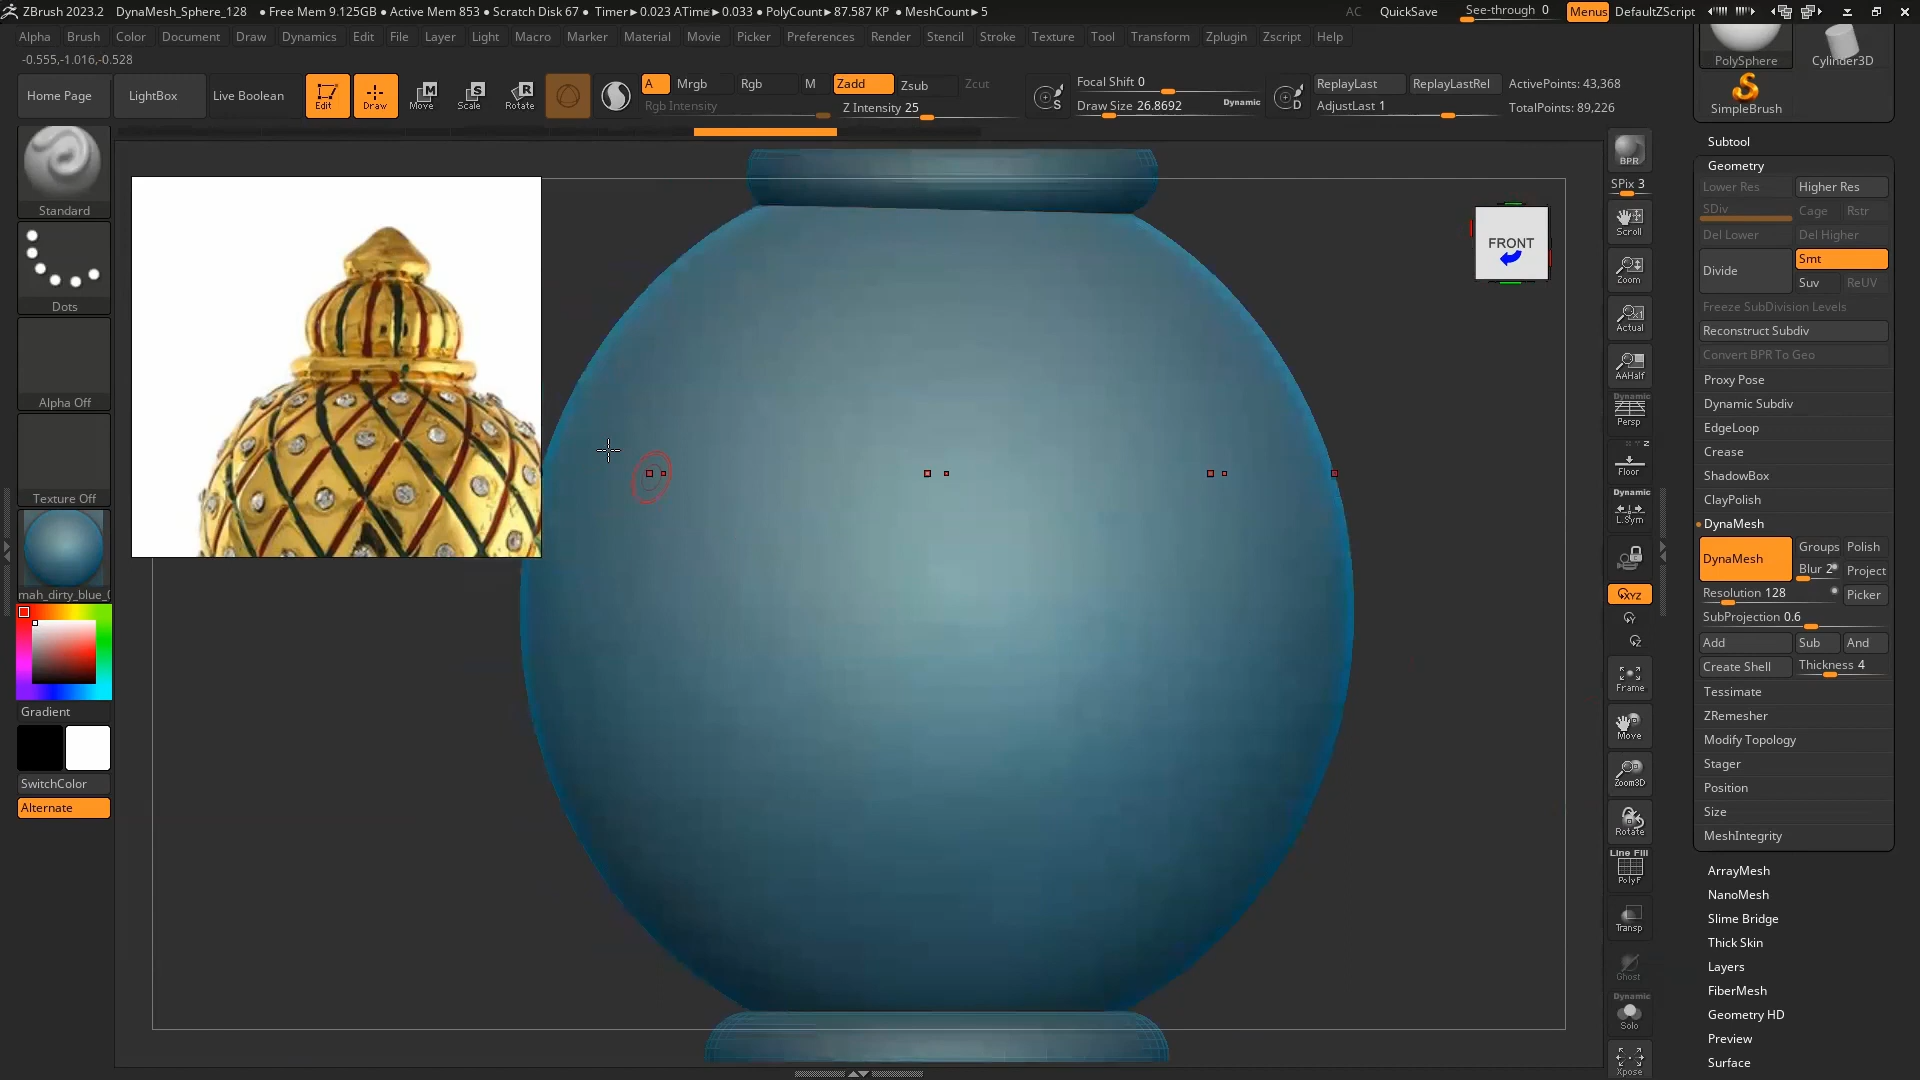 ZBrush 2023.2 DynaMesh_Sphere_128 ● Free Mem 9.125GB ● Active Mem 853 ● Scratch Disk 67 ● Timer▸0.023 ATime▸0.033 ● PolyCount▸87.587 KP ● MeshCount▸5 AC QuickSave See-through 0 Menus DefaultZScript
Alpha Brush Color Document Draw Dynamics Edit File Layer Light Macro Marker Material Movie Picker Preferences Render Stencil Stroke Texture Tool Transform Zplugin Zscript Help
-0.555,-1.016,-0.528
Home Page LightBox Live Boolean Edit Draw Move Scale Rotate
A Mrgb Rgb M Zadd Zsub Zcut
Rgb Intensity Z Intensity 25
Focal Shift 0
Draw Size 26.8692 Dynamic
ReplayLast ReplayLastRel
AdjustLast 1
ActivePoints: 43,368
TotalPoints: 89,226
Standard
Dots
Alpha Off
Texture Off
Gradient
SwitchColor
Alternate
FRONT
BPR
SPix 3
Scroll
Zoom
Actual
AAHalf
Dynamic
Persp
Floor
Dynamic
L.Sym
XYZ
Frame
Move
Zoom3D
Rotate
Line Fill
PolyF
Transp
Ghost
Dynamic
Solo
Xpose
PolySphere Cylinder3D
SimpleBrush
Subtool
Geometry
Lower Res Higher Res
SDiv Cage Rstr
Del Lower Del Higher
Divide Smt
Suv ReUV
Freeze SubDivision Levels
Reconstruct Subdiv
Convert BPR To Geo
Proxy Pose
Dynamic Subdiv
EdgeLoop
Crease
ShadowBox
ClayPolish
DynaMesh
DynaMesh Groups Polish
Blur 2 Project
Resolution 128 Picker
SubProjection 0.6
Add Sub And
Create Shell Thickness 4
Tessimate
ZRemesher
Modify Topology
Stager
Position
Size
MeshIntegrity
ArrayMesh
NanoMesh
Slime Bridge
Thick Skin
Layers
FiberMesh
Geometry HD
Preview
Surface